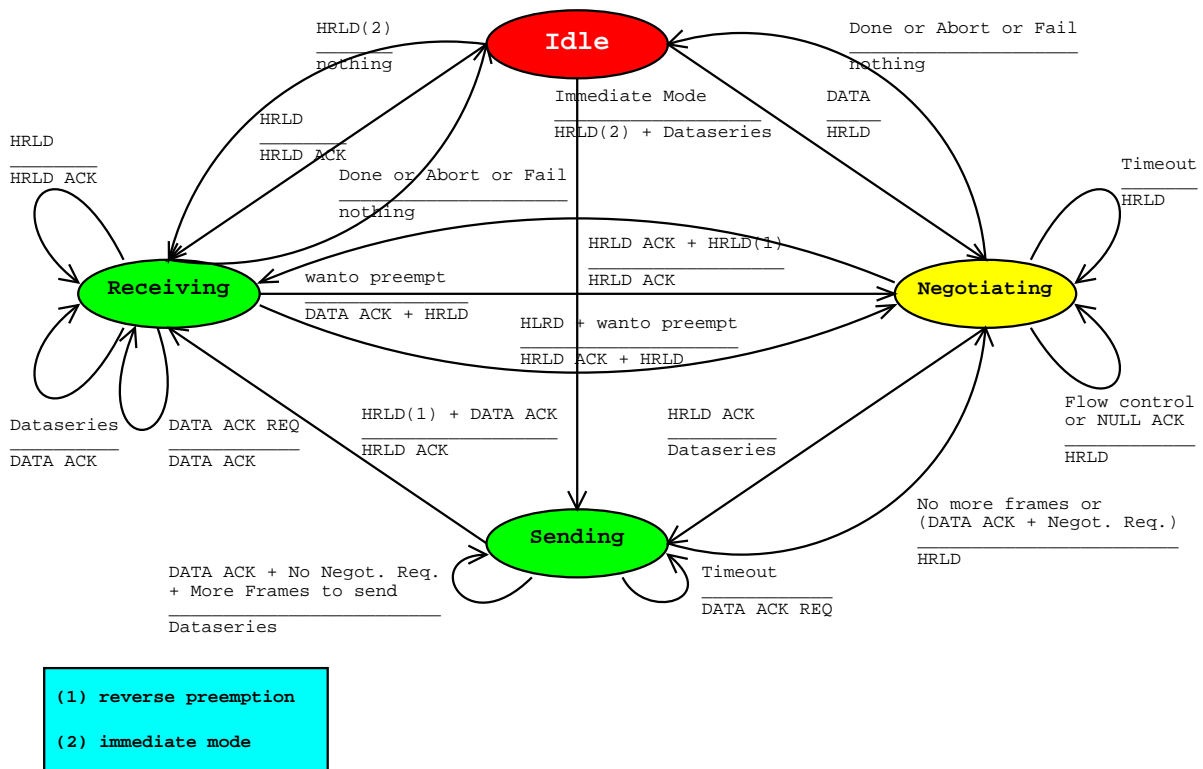 HRLD(2)
nothing
Idle
Done or Abort or Fail
nothing
Immediate Mode
HRLD(2) + Dataseries
DATA
HRLD
HRLD
HRLD ACK
HRLD
HRLD ACK
Done or Abort or Fail
nothing
Timeout
HRLD
HRLD ACK + HRLD(1)
HRLD ACK
Receiving
wanto preempt
DATA ACK + HRLD
Negotiating
HLRD + wanto preempt
HRLD ACK + HRLD
Dataseries
DATA ACK
DATA ACK REQ
DATA ACK
HRLD(1) + DATA ACK
HRLD ACK
HRLD ACK
Dataseries
Flow control
or NULL ACK
HRLD
Sending
No more frames or
(DATA ACK + Negot. Req.)
HRLD
DATA ACK + No Negot. Req.
+ More Frames to send
Dataseries
Timeout
DATA ACK REQ
(1) reverse preemption
(2) immediate mode